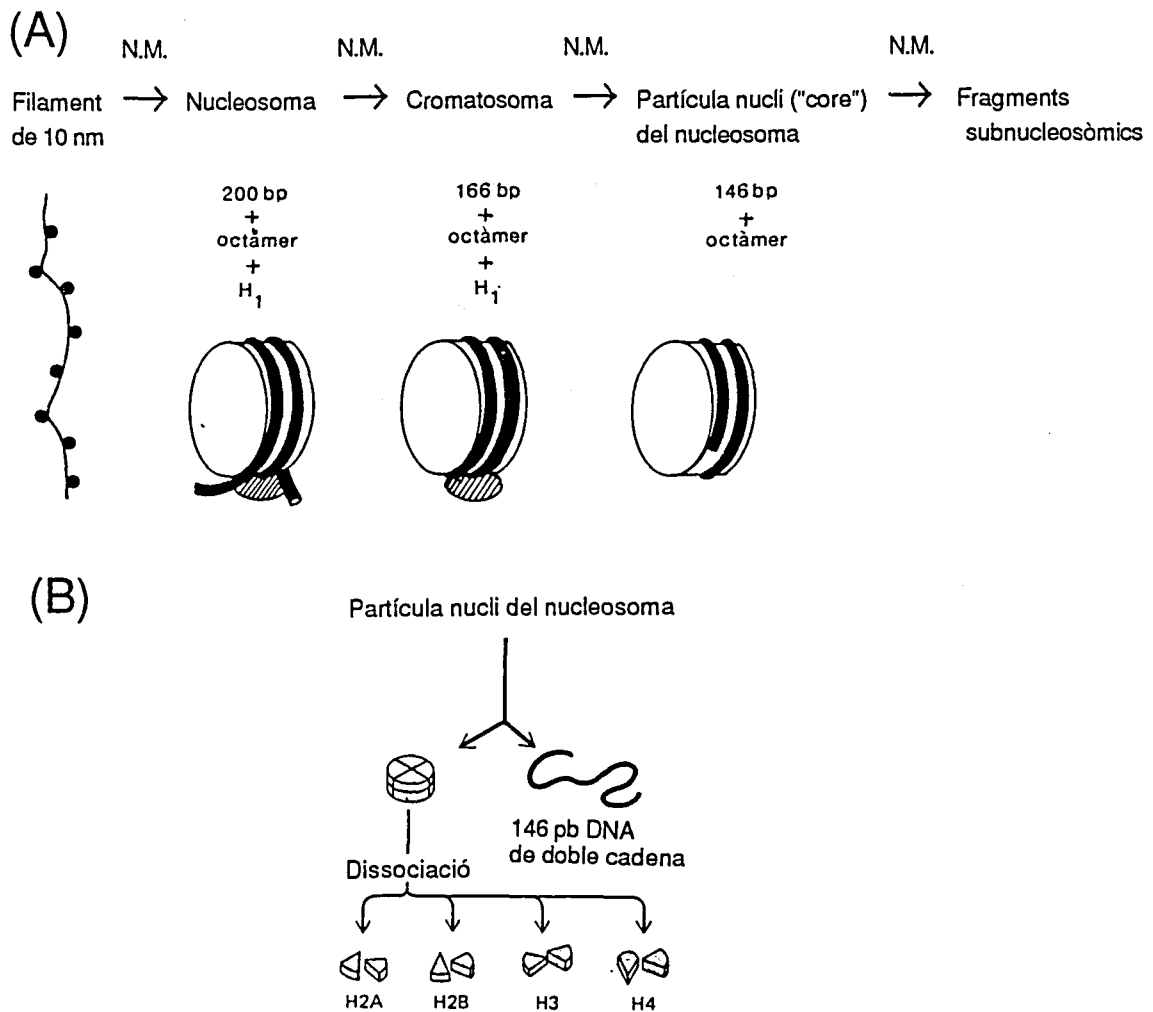 (A)
N.M. N.M. N.M. N.M.
Filament → Nucleosoma → Cromatosoma → Partícula nucli ("core") → Fragments
de 10 nm del nucleosoma subnucleosòmics
200 bp 166 bp 146 bp
+ + +
octàmer octàmer octàmer
+ +
H1 H1
(B)
Partícula nucli del nucleosoma
146 pb DNA
de doble cadena
Dissociació
H2A H2B H3 H4